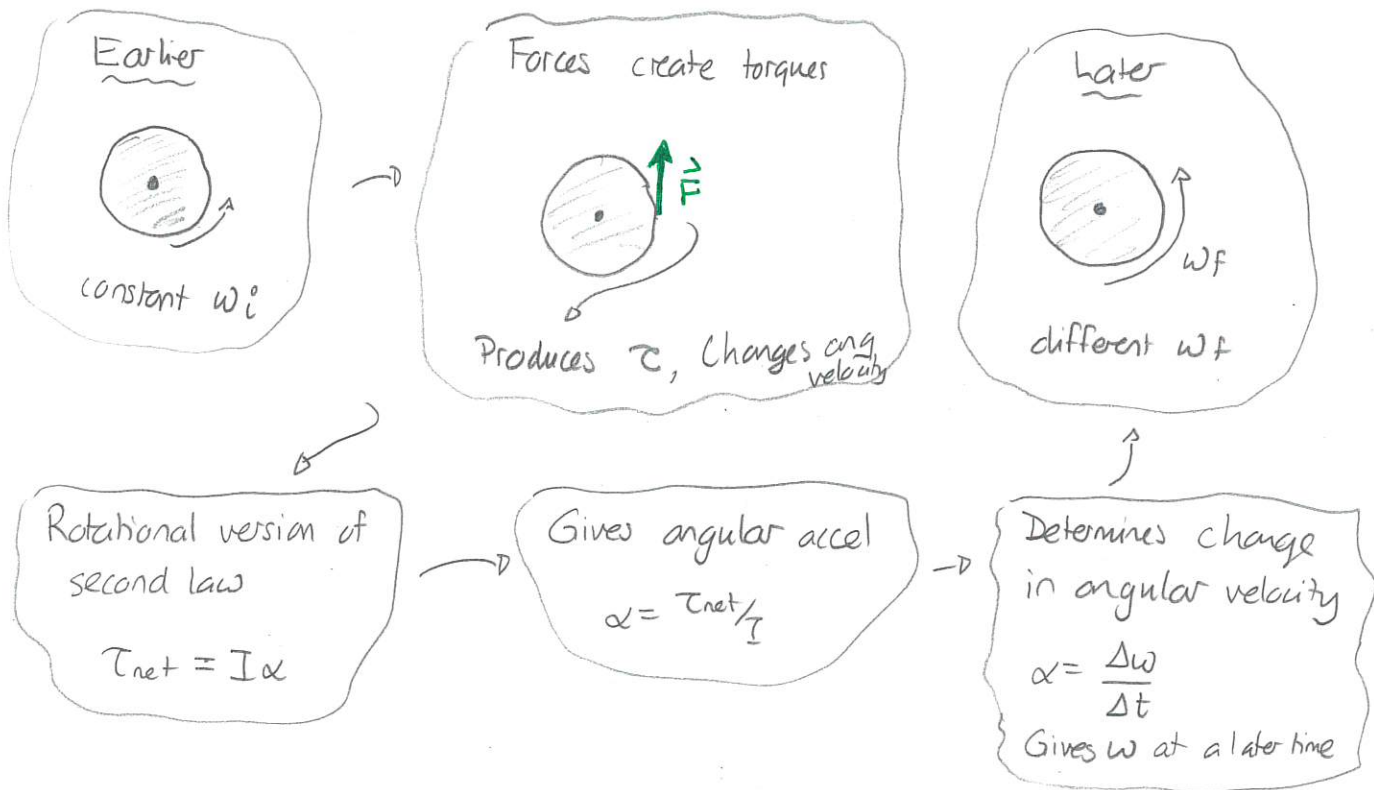 Earlier
constant ωi
Forces create torques
F⃗
Produces τ, Changes ang
velocity
Later
ωf
different ωf
Rotational version of
second law
τnet = Iα
Gives angular accel
α = τnet/I
Determines change
in angular velocity
α = Δω/Δt
Gives ω at a later time